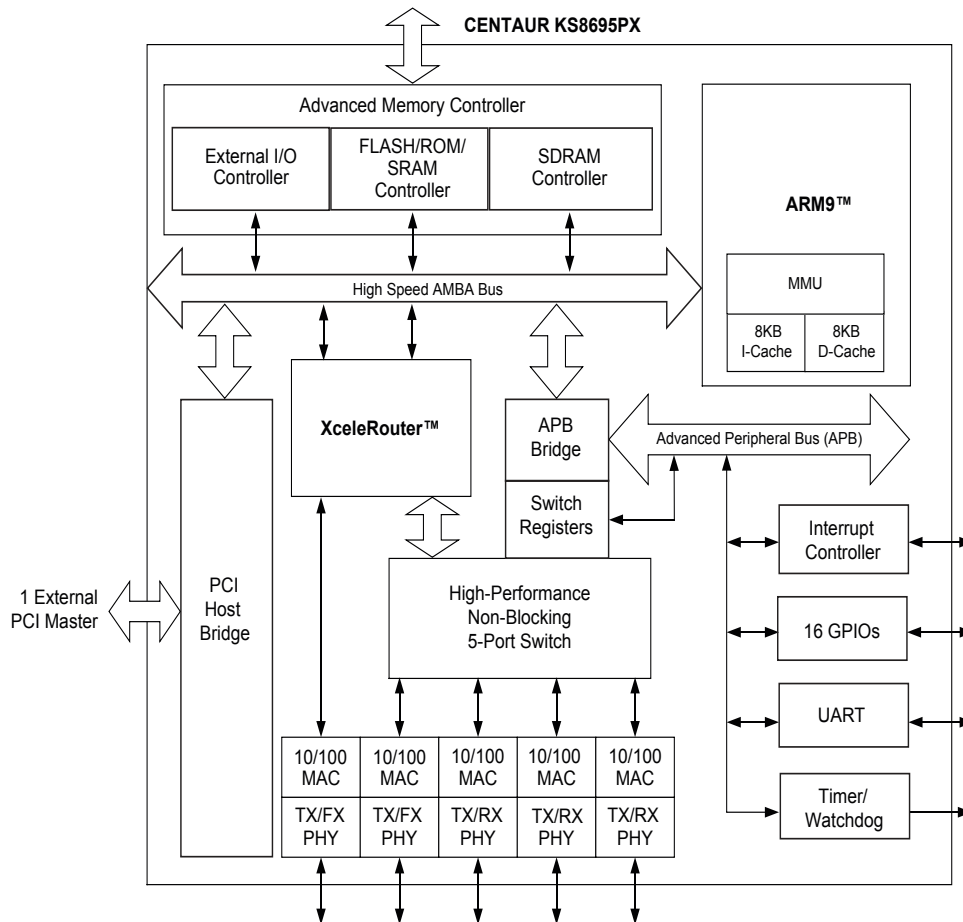 CENTAUR KS8695PX
Advanced Memory Controller
External I/O
Controller
FLASH/ROM/
SRAM
Controller
SDRAM
Controller
ARM9™
MMU
8KB
I-Cache
8KB
D-Cache
High Speed AMBA Bus
XceleRouter™
APB
Bridge
Advanced Peripheral Bus (APB)
Switch
Registers
Interrupt
Controller
1 External
PCI Master
PCI
Host
Bridge
High-Performance
Non-Blocking
5-Port Switch
16 GPIOs
UART
10/100
MAC
10/100
MAC
10/100
MAC
10/100
MAC
10/100
MAC
TX/FX
PHY
TX/FX
PHY
TX/RX
PHY
TX/RX
PHY
TX/RX
PHY
Timer/
Watchdog